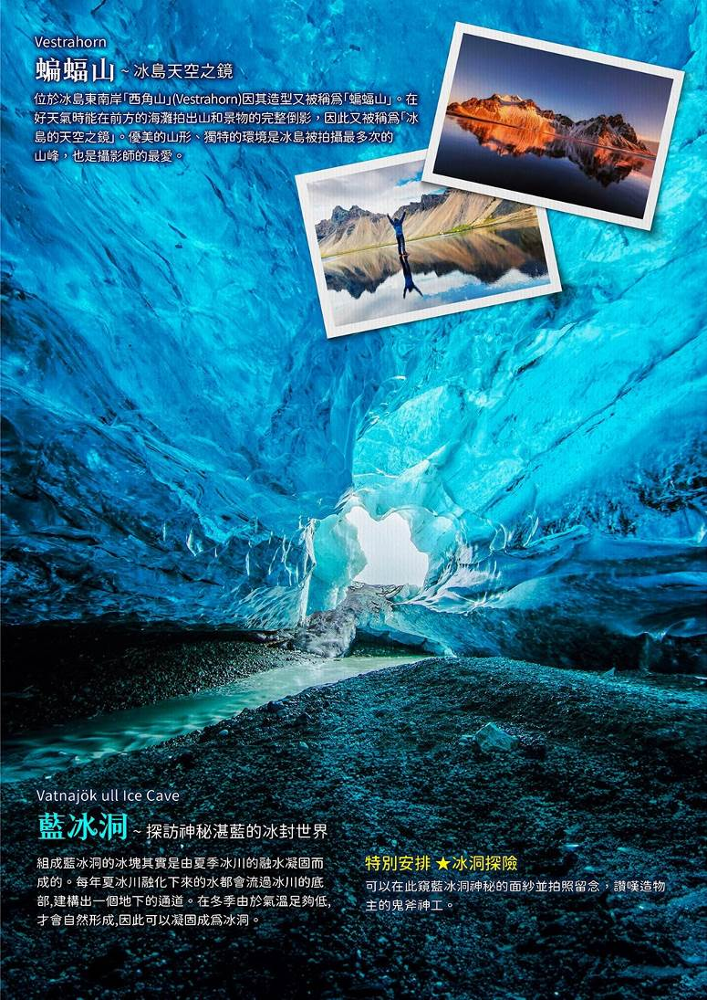 Vestrahorn
蝙蝠山 ~ 冰島天空之鏡
位於冰島東南岸「西角山」(Vestrahorn)因其造型又被稱為「蝙蝠山」。在
好天氣時能在前方的海灘拍出山和景物的完整倒影，因此又被稱為「冰
島的天空之鏡」。優美的山形、獨特的環境是冰島被拍攝最多次的
山峰，也是攝影師的最愛。
Vatnajök ull Ice Cave
藍冰洞 ~ 探訪神秘湛藍的冰封世界
組成藍冰洞的冰塊其實是由夏季冰川的融水凝固而
成的。每年夏冰川融化下來的水都會流過冰川的底
部,建構出一個地下的通道。在冬季由於氣溫足夠低,
才會自然形成,因此可以凝固成為冰洞。
特別安排 ★冰洞探險
可以在此窺藍冰洞神秘的面紗並拍照留念，讚嘆造物
主的鬼斧神工。